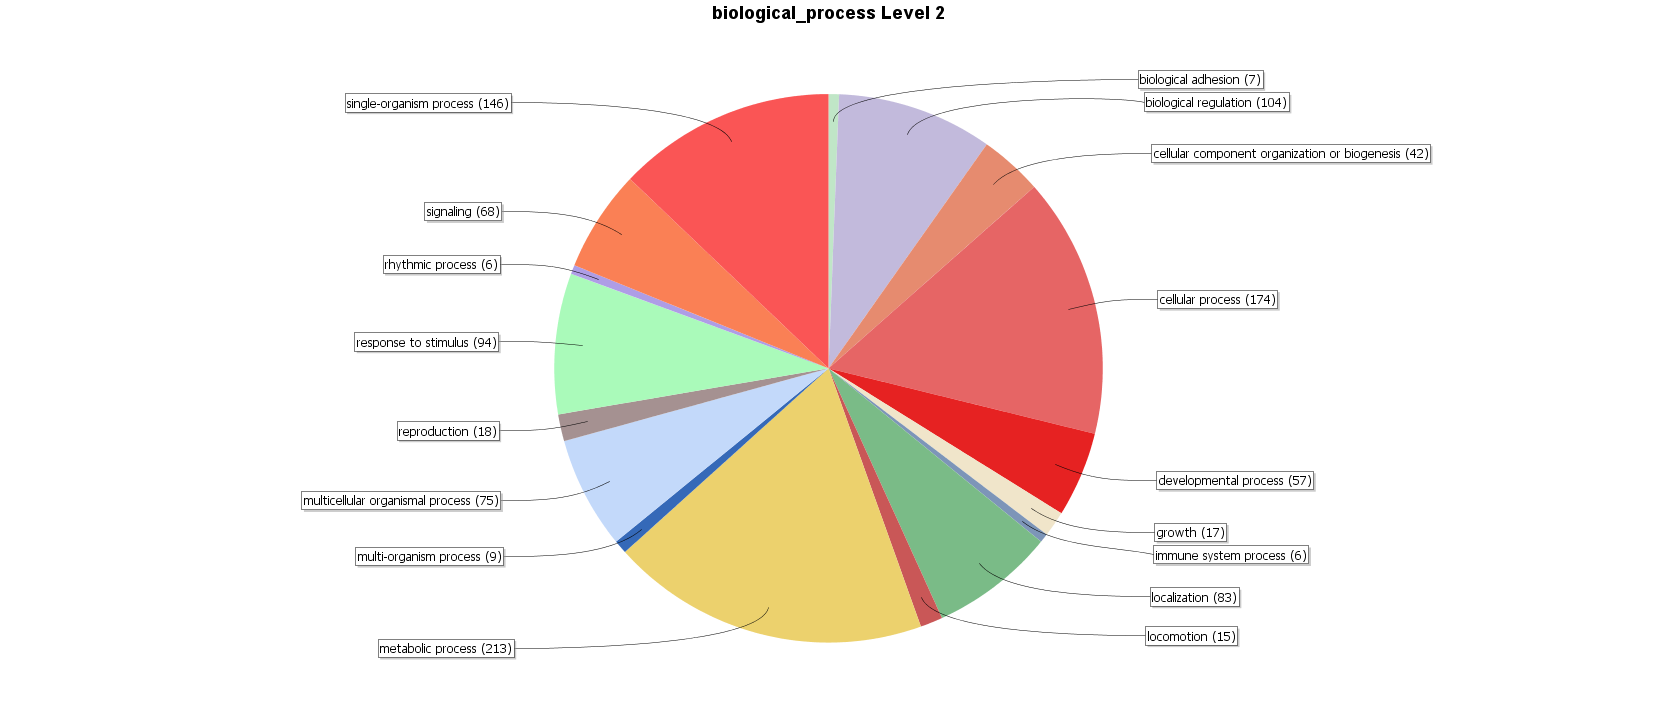 biological_process Level 2
biological adhesion (7)
biological regulation (104)
cellular component organization or biogenesis (42)
cellular process (174)
developmental process (57)
growth (17)
immune system process (6)
localization (83)
locomotion (15)
metabolic process (213)
multi-organism process (9)
multicellular organismal process (75)
reproduction (18)
response to stimulus (94)
rhythmic process (6)
signaling (68)
single-organism process (146)